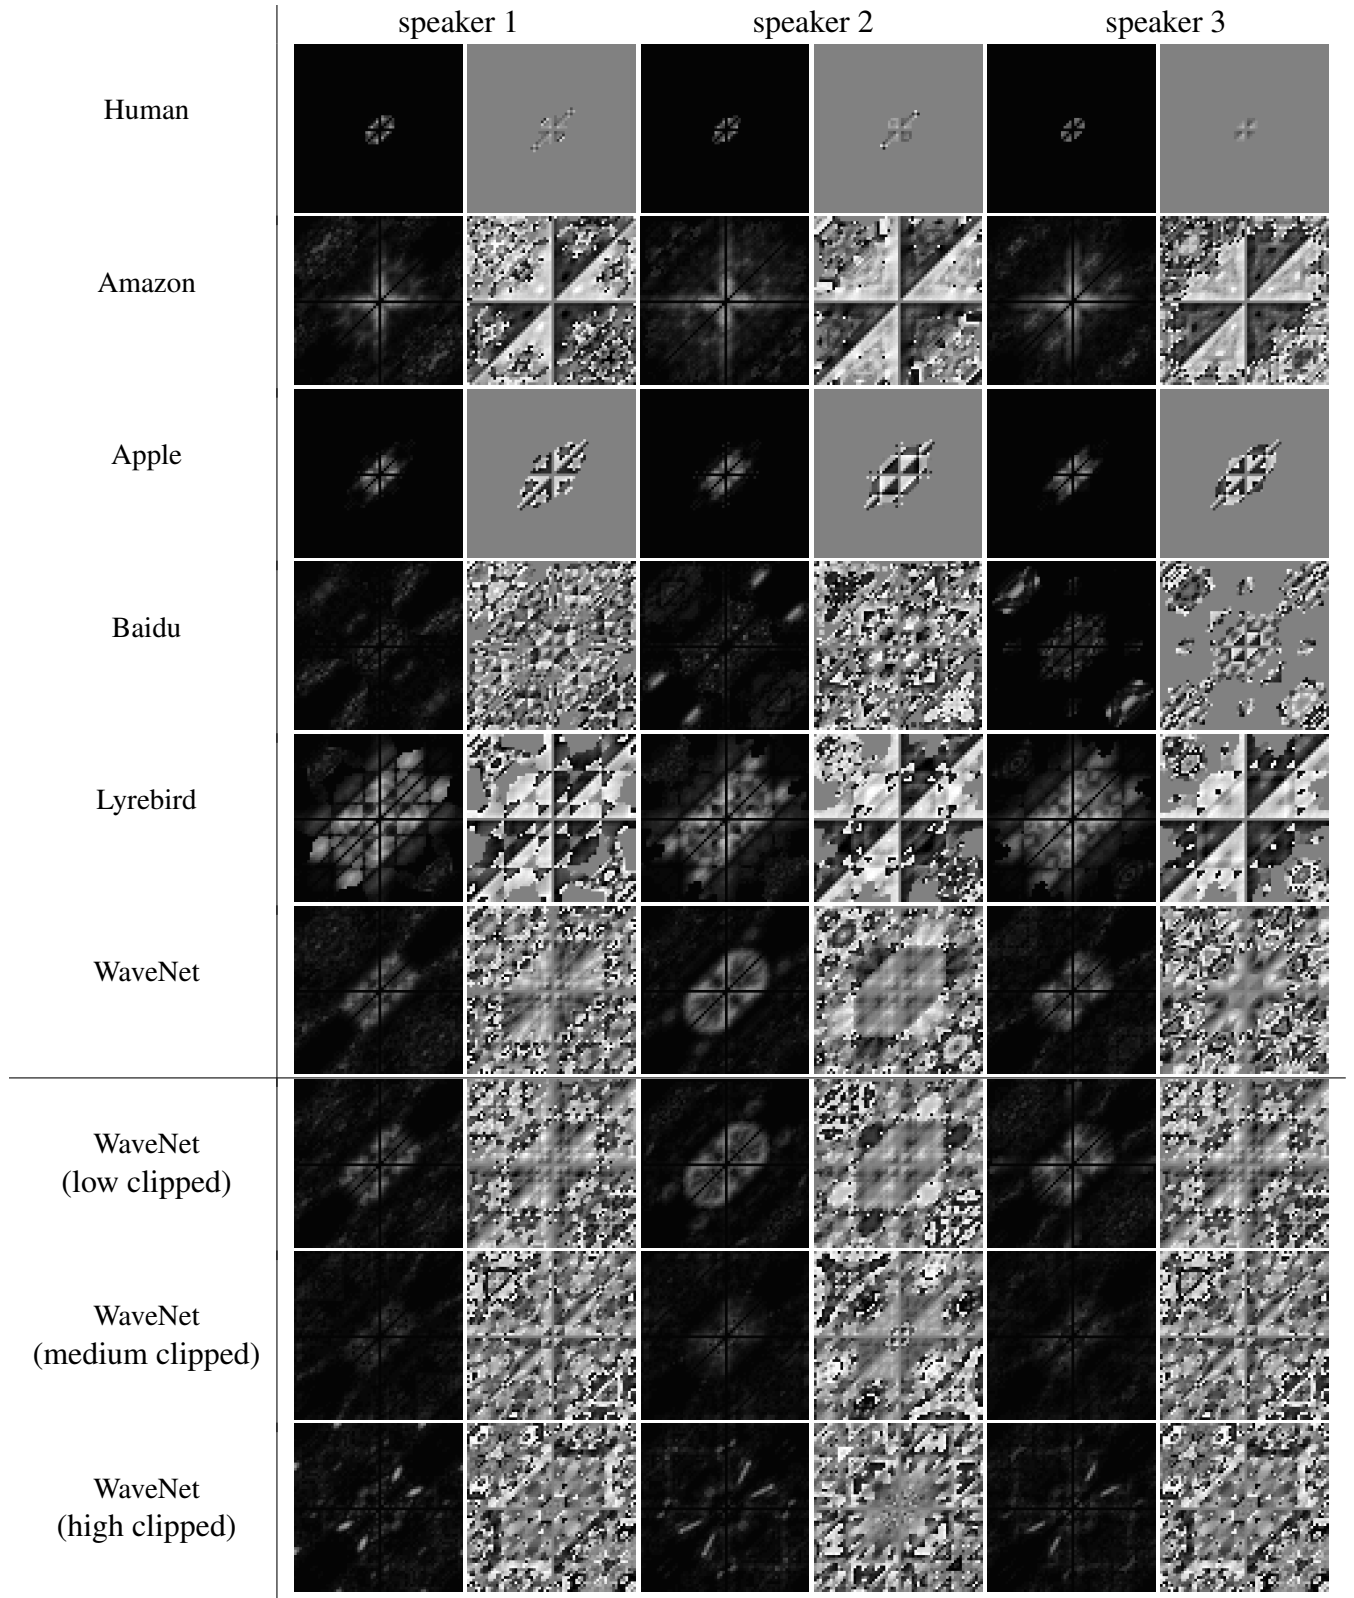 speaker 1 speaker 2 speaker 3
Human
Amazon
Apple
Baidu
Lyrebird
WaveNet
WaveNet
(low clipped)
WaveNet
(medium clipped)
WaveNet
(high clipped)